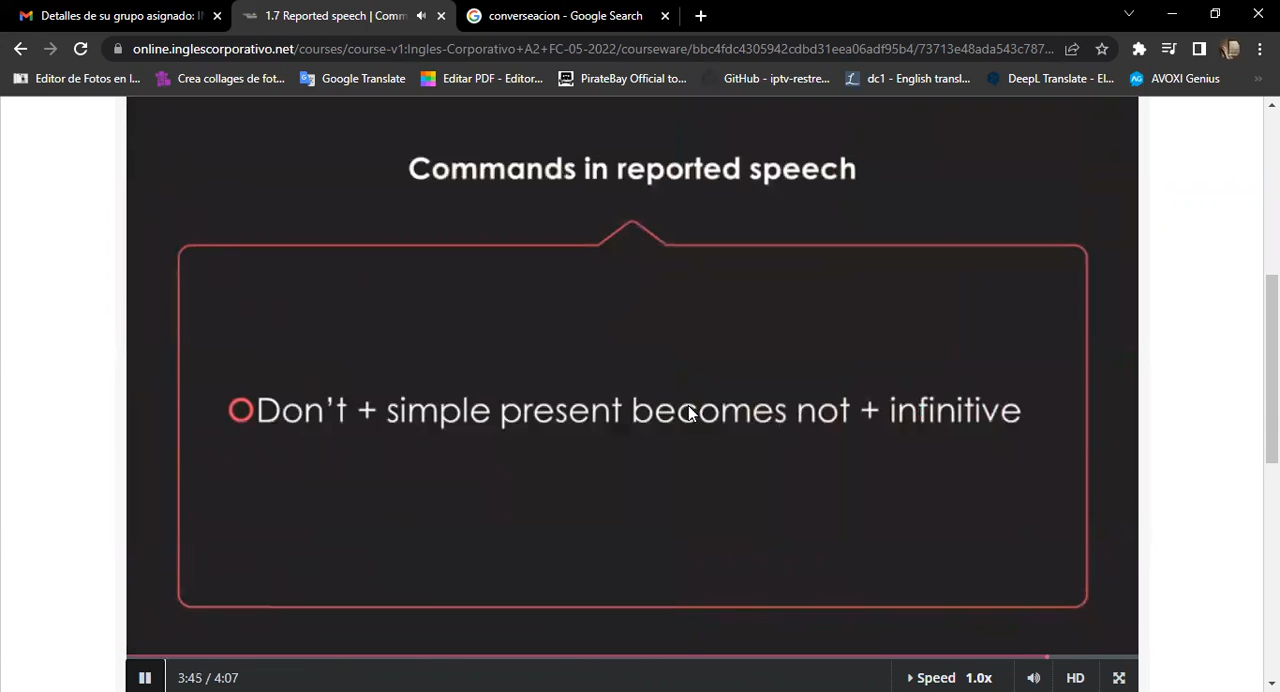 Detalles de su grupo asignado: I
1.7 Reported speech | Comm
converseacion - Google Search
online.inglescorporativo.net/courses/course-v1:Ingles-Corporativo+A2+FC-05-2022/courseware/bbc4fdc4305942cdbd31eea06adf95b4/73713e48ada543c787...
Editor de Fotos en l...
Crea collages de fot...
Google Translate
Editar PDF - Editor...
PirateBay Official to...
GitHub - iptv-restre...
dc1 - English transl...
DeepL Translate - El...
AVOXI Genius
»
Commands in reported speech
Don't + simple present becomes not + infinitive
3:45 / 4:07
Speed 1.0x
HD